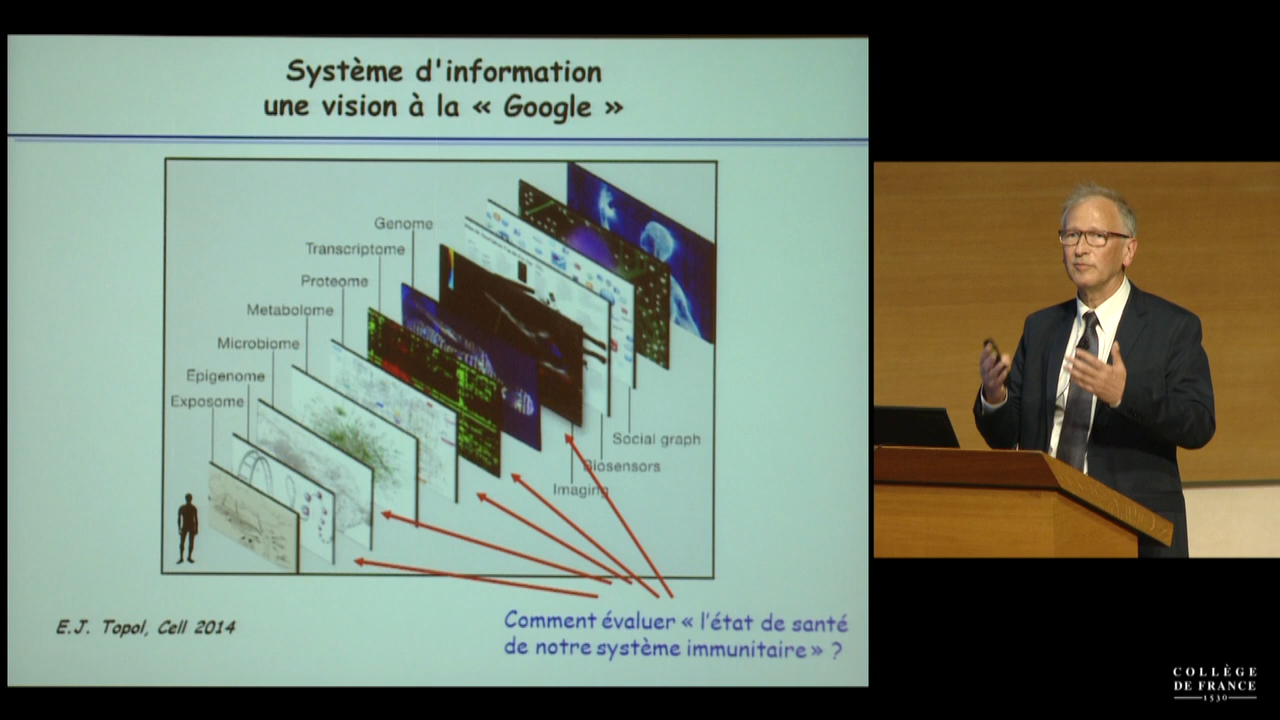 Système d'information
une vision à la « Google »
Genome
Transcriptome
Proteome
Metabolome
Microbiome
Epigenome
Exposome
Social graph
Biosensors
Imaging
E.J. Topol, Cell 2014
Comment évaluer « l'état de santé
de notre système immunitaire » ?
COLLÈGE
DE FRANCE
1530